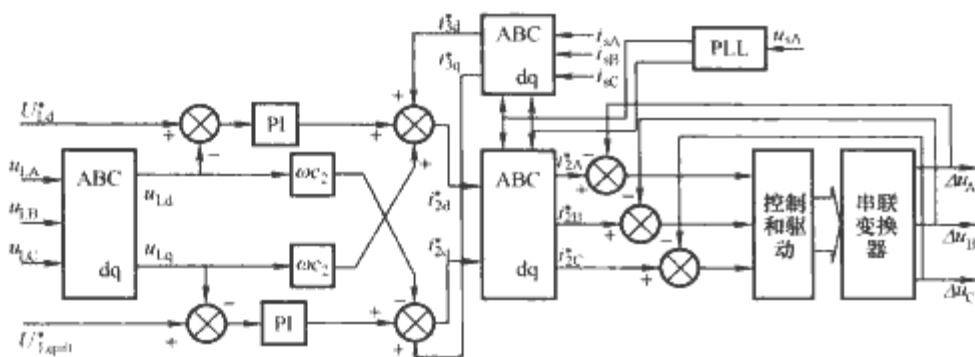 i*3d
i*3q
ABC
dq
isA
isB
isC
PLL
usA
U*Ld
+
−
PI
+
+
+
uLA
uLB
uLC
ABC
dq
uLd
uLq
ωc2
ωc2
i*2d
ABC
dq
i*2A
i*2B
i*2C
+
−
+
−
+
−
控制
和驱
动
串联
变换
器
ΔuA
ΔuB
ΔuC
−
+
PI
+
−
+